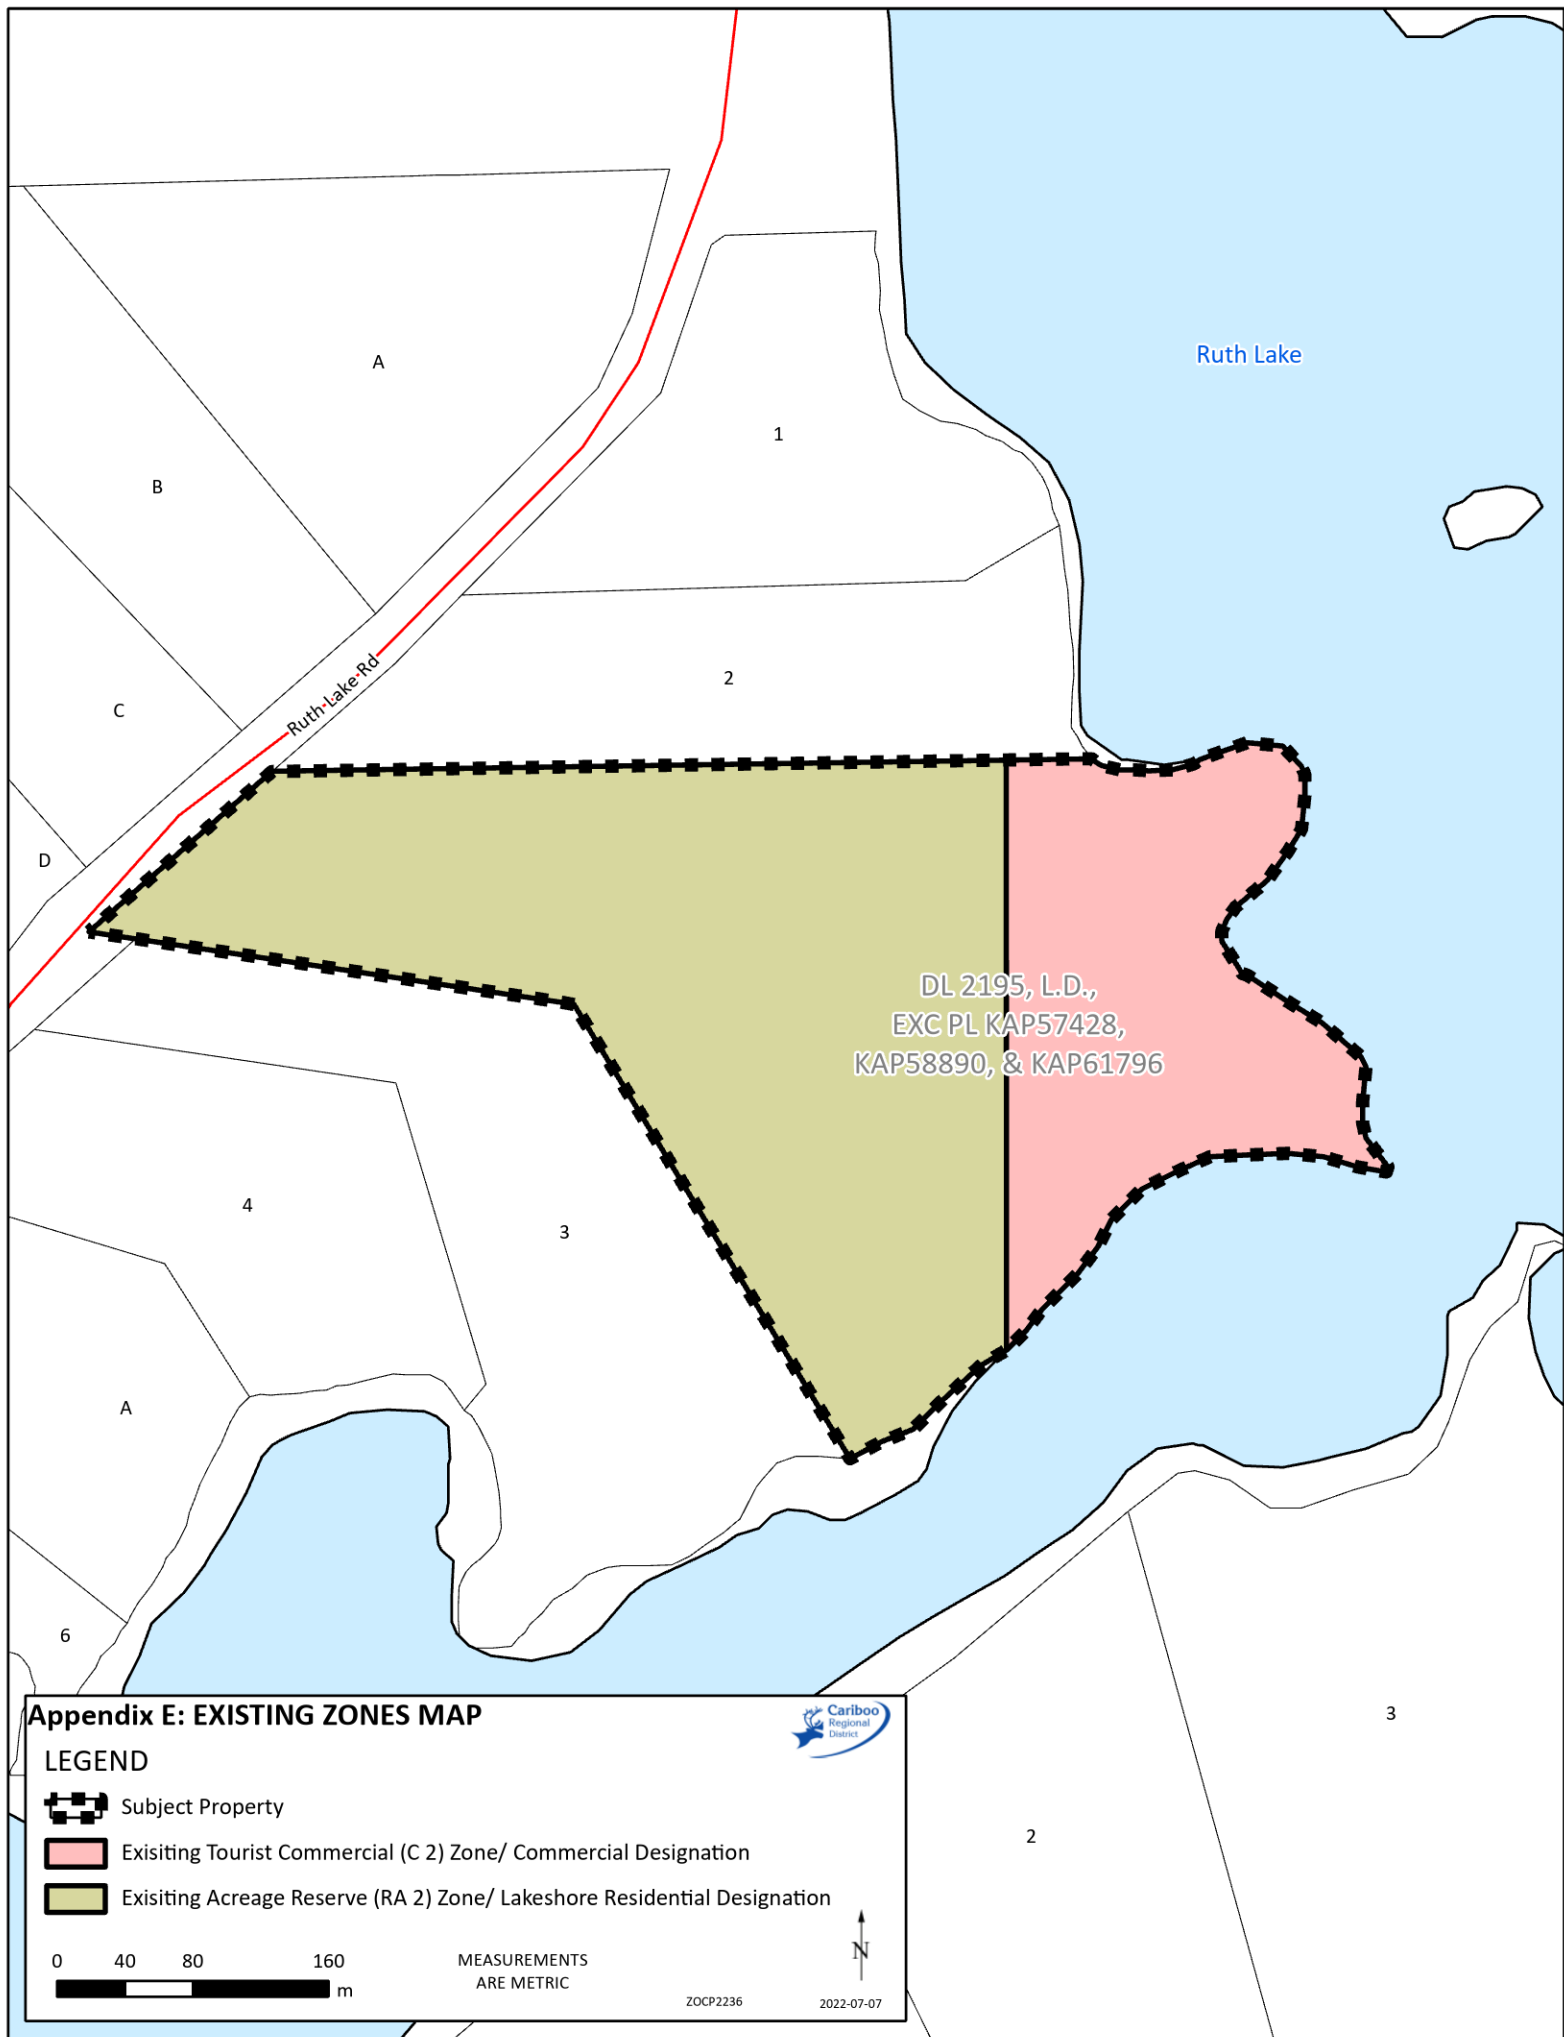 A
Ruth Lake
1
B
Ruth Lake Rd
2
C
D
DL 2195, L.D.,
EXC PL KAP57428,
KAP58890, & KAP61796
4
3
A
6
3
2
Appendix E: EXISTING ZONES MAP
Cariboo
Regional
District
LEGEND
Subject Property
Exisiting Tourist Commercial (C 2) Zone/ Commercial Designation
Exisiting Acreage Reserve (RA 2) Zone/ Lakeshore Residential Designation
0 40 80 160
m
MEASUREMENTS
ARE METRIC
N
ZOCP2236
2022-07-07